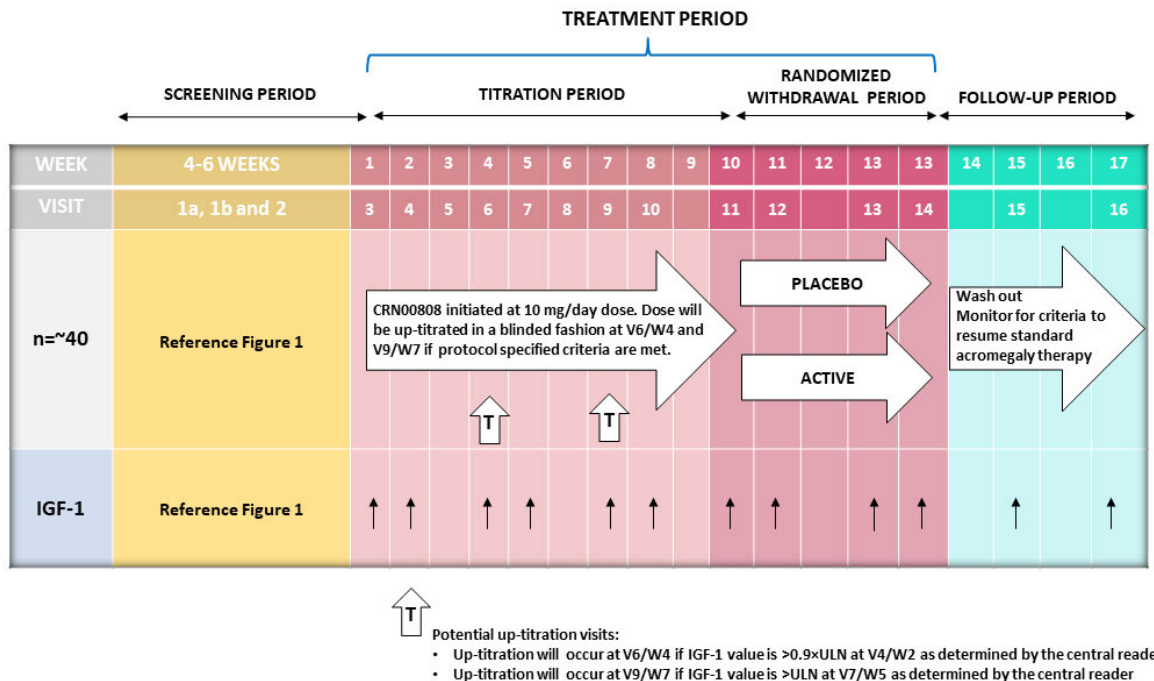 TREATMENT PERIOD
SCREENING PERIOD
TITRATION PERIOD
RANDOMIZED
WITHDRAWAL PERIOD
FOLLOW-UP PERIOD
WEEK 4-6 WEEKS 1 2 3 4 5 6 7 8 9 10 11 12 13 13 14 15 16 17
VISIT 1a, 1b and 2 3 4 5 6 7 8 9 10 11 12 13 14 15 16
n=~40
Reference Figure 1
CRN00808 initiated at 10 mg/day dose. Dose will
be up-titrated in a blinded fashion at V6/W4 and
V9/W7 if protocol specified criteria are met.
T
T
PLACEBO
ACTIVE
Wash out
Monitor for criteria to
resume standard
acromegaly therapy
IGF-1
Reference Figure 1
T
Potential up-titration visits:
• Up-titration will occur at V6/W4 if IGF-1 value is >0.9×ULN at V4/W2 as determined by the central reade
• Up-titration will occur at V9/W7 if IGF-1 value is >ULN at V7/W5 as determined by the central reader